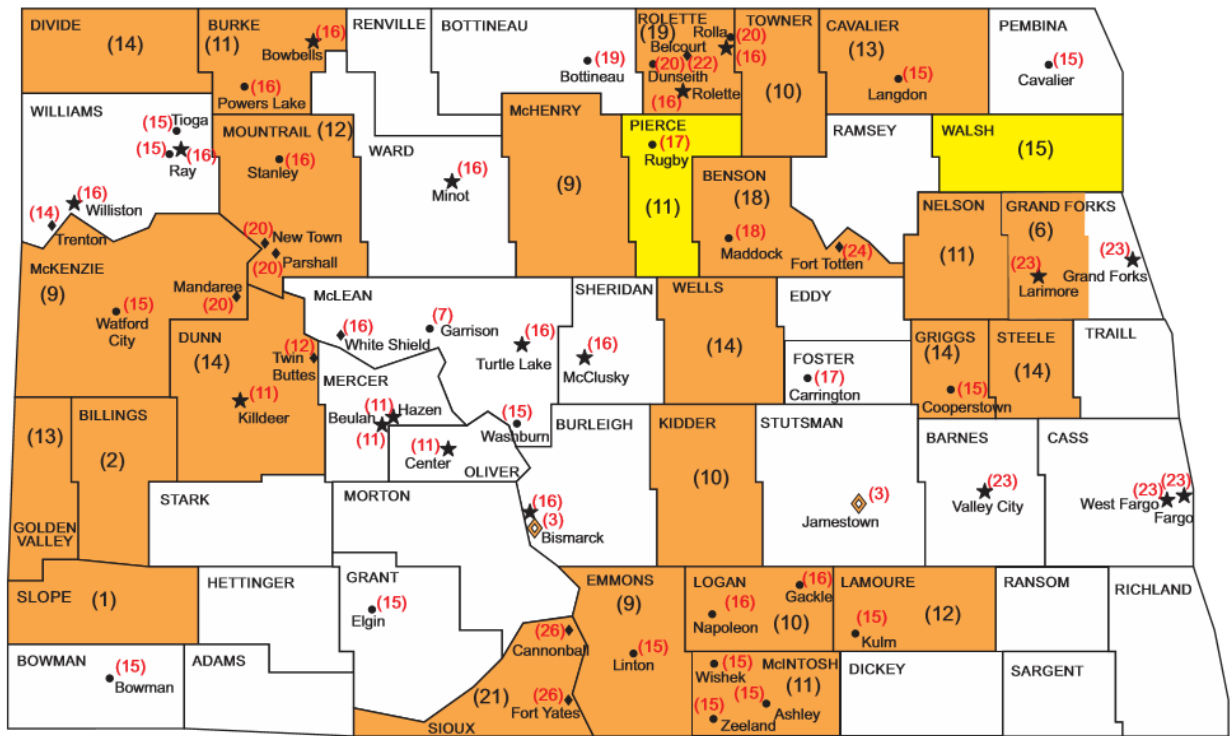 DIVIDE
(14)
BURKE
(11)
(16)
Bowbells
(16)
Powers Lake
RENVILLE
BOTTINEAU
(19)
Bottineau
ROLETTE
(19)
Rolla
(20)
Belcourt
(20) (22)
(16)
Dunseith
(16)
Rolette
TOWNER
(10)
CAVALIER
(13)
(15)
Langdon
PEMBINA
(15)
Cavalier
WILLIAMS
Tioga
(15)
(15)
(16)
Ray
(16)
Williston
(14)
Trenton
MOUNTRAIL
(12)
(16)
Stanley
(20)
New Town
Parshall
(20)
WARD
(16)
Minot
McHENRY
(9)
PIERCE
(17)
Rugby
(11)
BENSON
(18)
(18)
Maddock
(24)
Fort Totten
RAMSEY
WALSH
(15)
NELSON
(11)
GRAND FORKS
(6)
(23)
Larimore
(23)
Grand Forks
McKENZIE
(9)
Mandaree
(20)
(15)
Watford
City
McLEAN
(16)
White Shield
(7)
Garrison
(16)
Turtle Lake
(15)
Washburn
SHERIDAN
(16)
McClusky
WELLS
(14)
EDDY
FOSTER
(17)
Carrington
GRIGGS
(14)
(15)
Cooperstown
STEELE
(14)
TRAILL
DUNN
(14)
(12)
Twin
Buttes
(11)
Killdeer
MERCER
(11)
Hazen
Beulah
(11)
(11)
Center
OLIVER
BURLEIGH
(16)
(3)
Bismarck
KIDDER
(10)
STUTSMAN
(3)
Jamestown
BARNES
(23)
Valley City
CASS
(23) (23)
West Fargo
Fargo
(13)
GOLDEN
VALLEY
BILLINGS
(2)
STARK
MORTON
SLOPE
(1)
HETTINGER
GRANT
(15)
Elgin
EMMONS
(9)
(15)
Linton
LOGAN
(16)
Gackle
(16)
Napoleon
(10)
LAMOURE
(12)
(15)
Kulm
RANSOM
RICHLAND
BOWMAN
(15)
Bowman
ADAMS
(26)
Cannonball
(21)
(26)
Fort Yates
SIOUX
(15)
Wishek
McINTOSH
(11)
(15)
Ashley
(15)
Zeeland
DICKEY
SARGENT